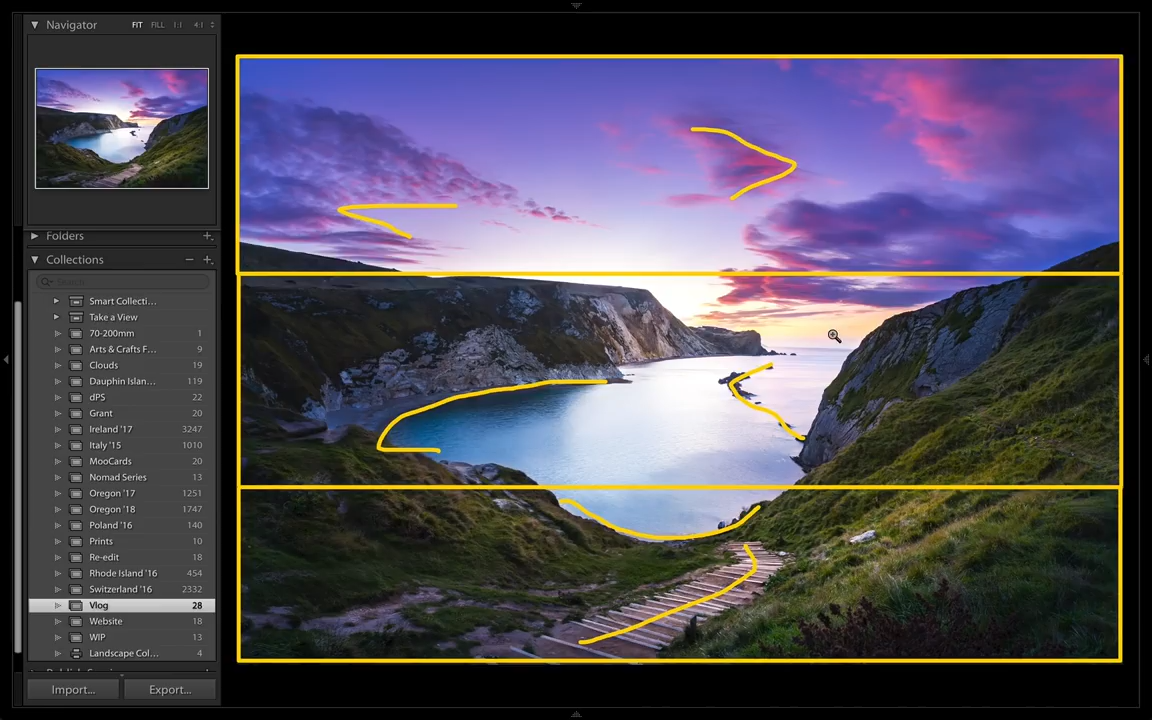 Navigator FIT FILL 1:1 4:1
Folders
Collections
Search
Smart Collecti...
Take a View
70-200mm 1
Arts & Crafts F... 9
Clouds 19
Dauphin Islan... 119
dPS 22
Grant 20
Ireland '17 3247
Italy '15 1010
MooCards 20
Nomad Series 13
Oregon '17 1251
Oregon '18 1747
Poland '16 140
Prints 10
Re-edit 18
Rhode Island '16 454
Switzerland '16 2332
Vlog 28
Website 18
WIP 13
Landscape Col... 4
Import... Export...